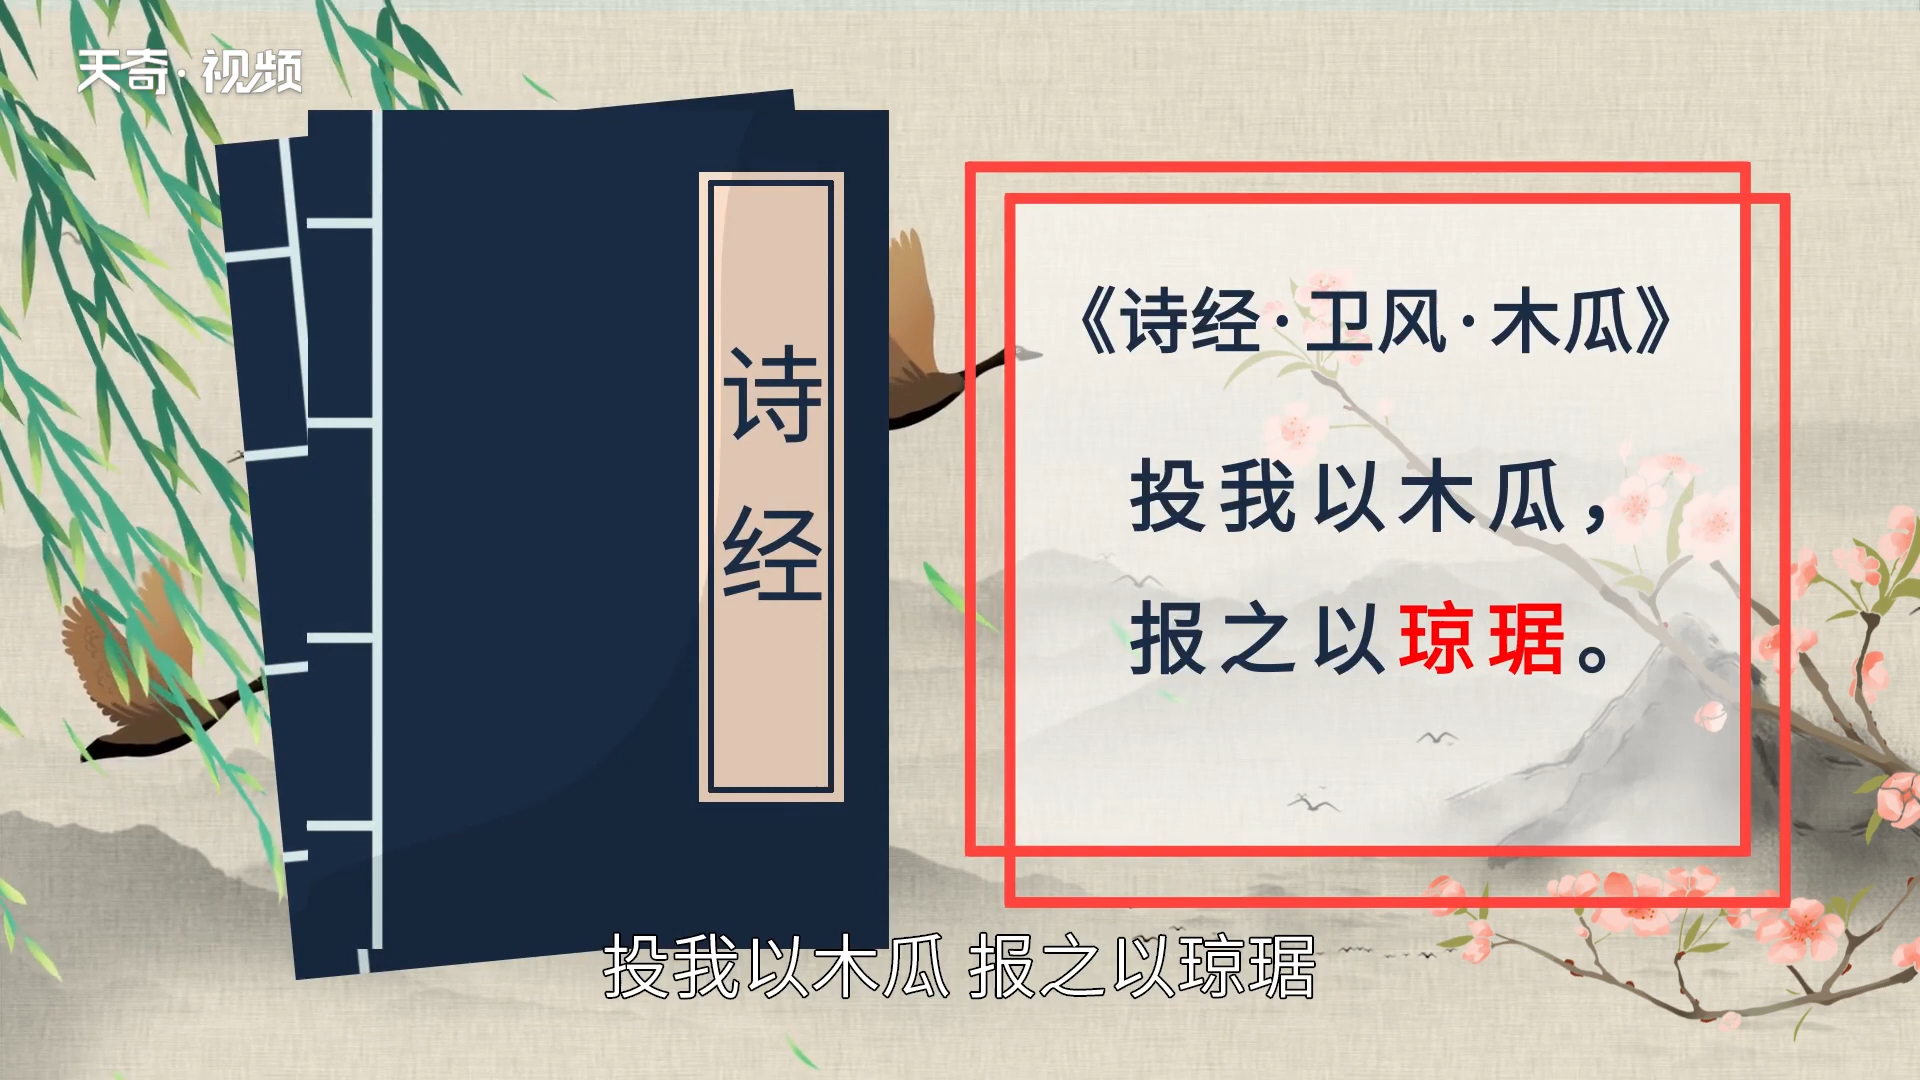 天奇·视频
诗经
《诗经·卫风·木瓜》
投我以木瓜，
报之以琼琚。
投我以木瓜 报之以琼琚